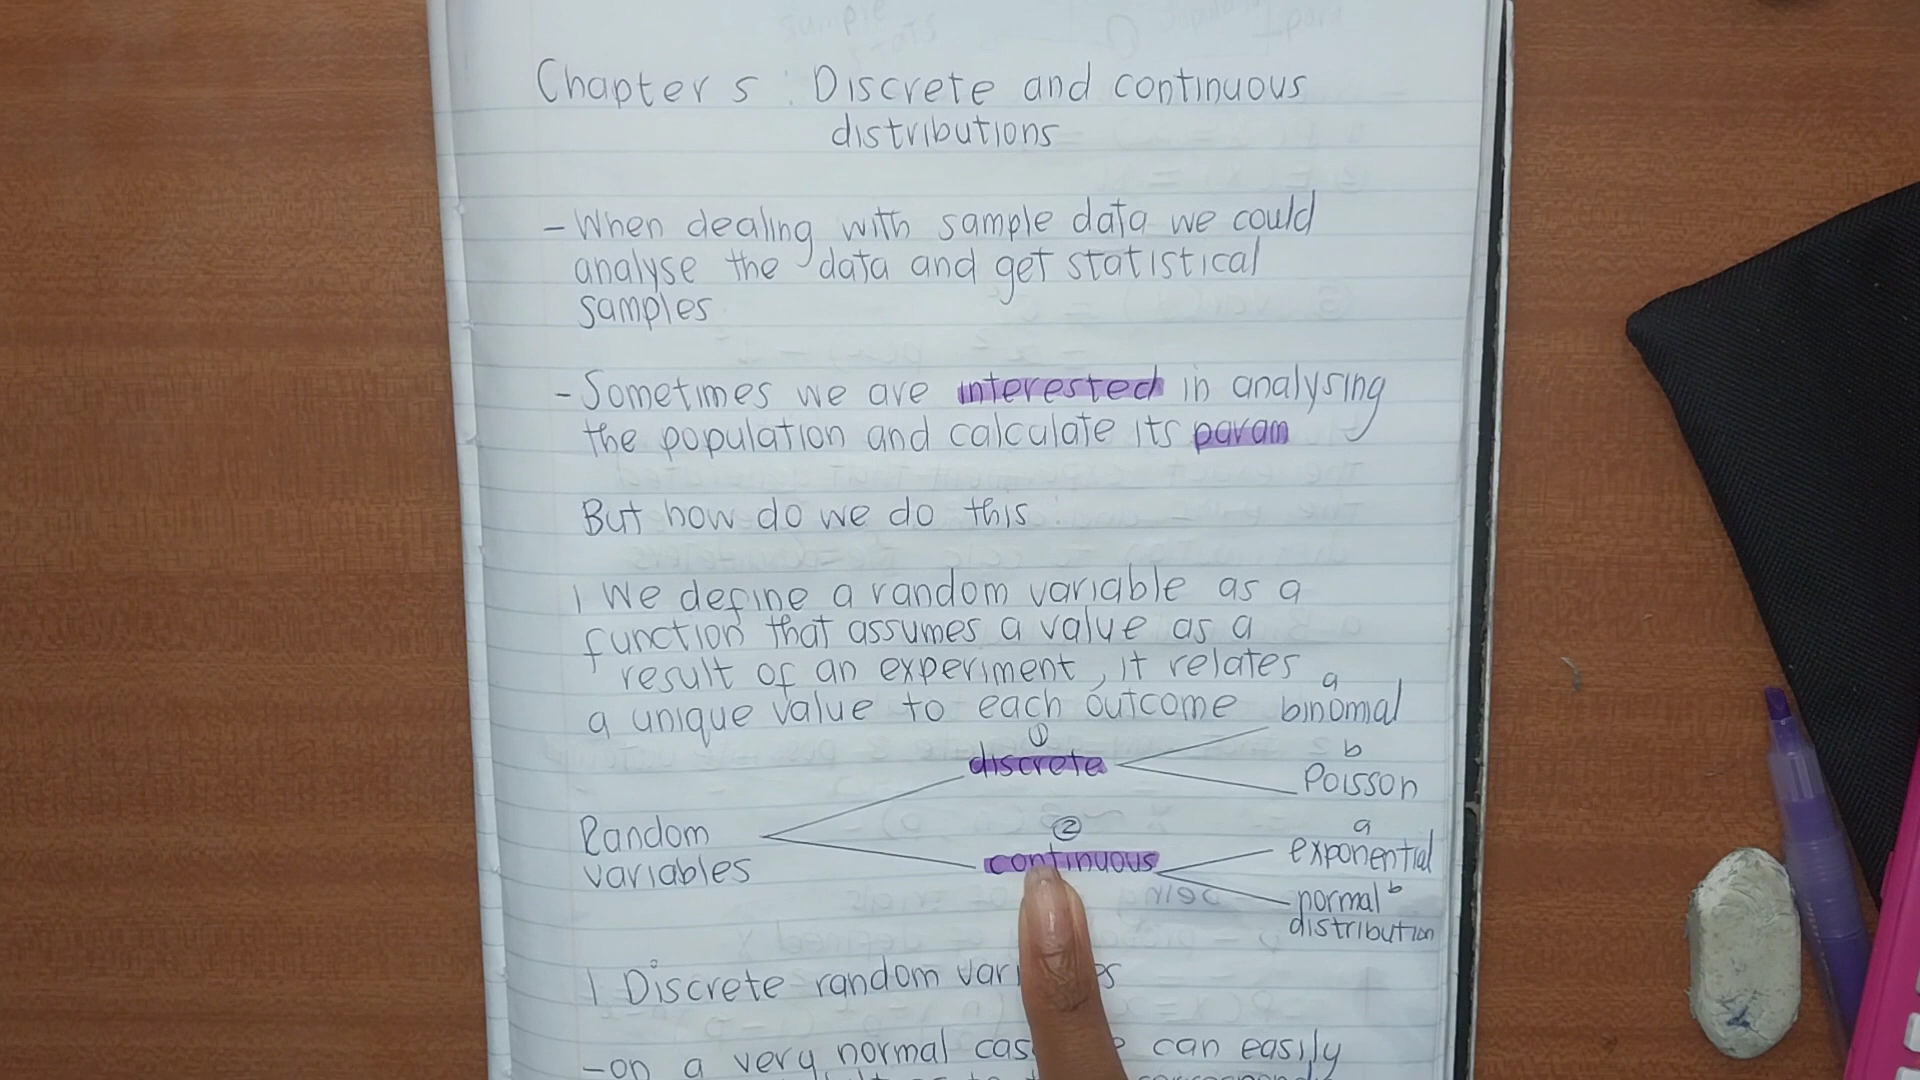 Chapter 5 : Discrete and continuous
distributions
- When dealing with sample data we could
analyse the data and get statistical
samples
- Sometimes we are interested in analysing
the population and calculate its param
But how do we do this
1 We define a random variable as a
function that assumes a value as a
result of an experiment, it relates
a unique value to each outcome
a
binomial
①
discrete
b
Poisson
Random
variables
②
continuous
a
exponential
normal b
distribution
1 Discrete random
- on a very normal can easily